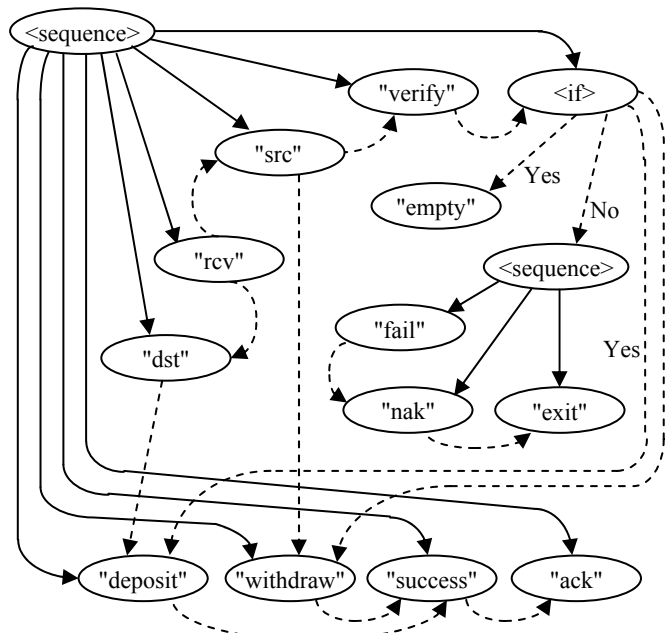 <sequence>
"verify"
<if>
"src"
Yes
"empty"
No
"rcv"
<sequence>
"fail"
Yes
"dst"
"nak"
"exit"
"deposit"
"withdraw"
"success"
"ack"